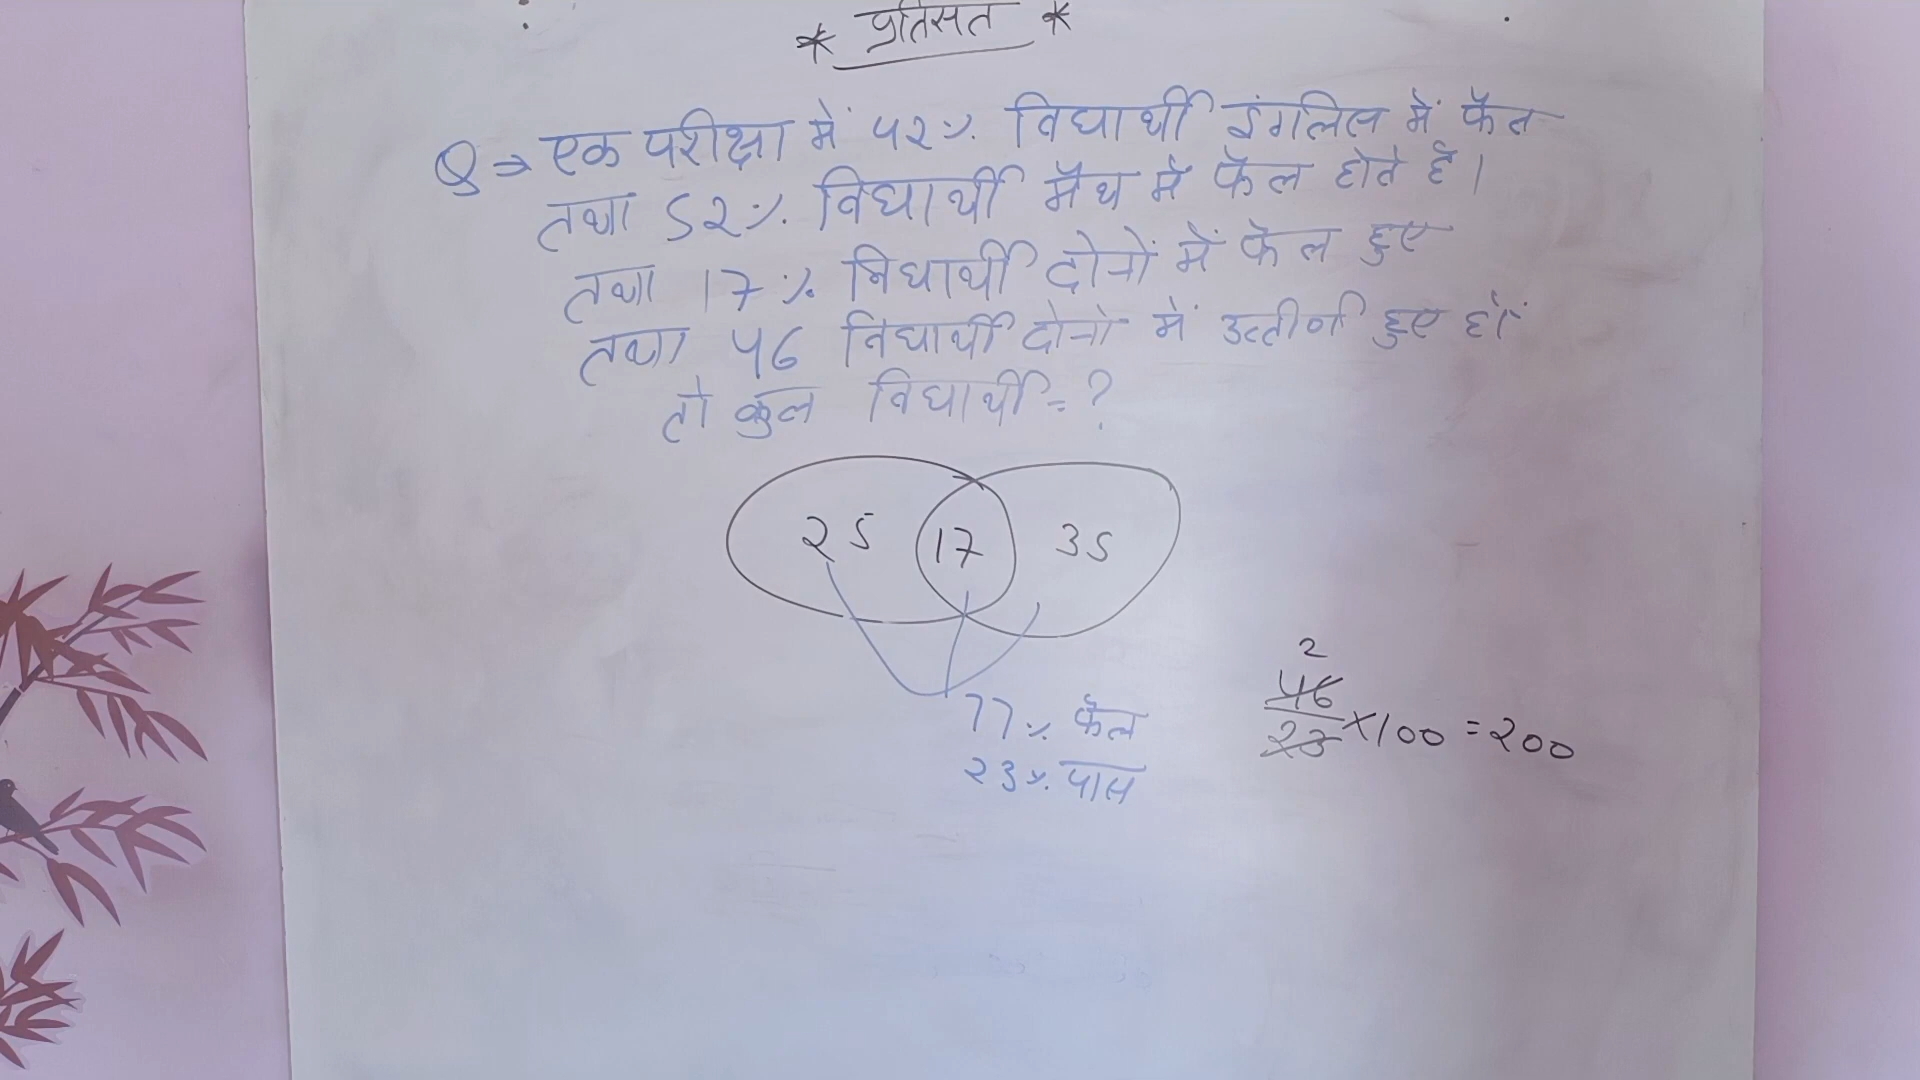 * प्रतिसत *
Q ⇒ एक परीक्षा में 42% विधार्थी इंगलिस में फैल
तथा 52% विधार्थी मैथ में फैल होते है।
तथा 17% विधार्थी दोनों में फैल हुए
तथा 46 विधार्थी दोनो में उत्तीर्ण हुए हों
तो कुल विधार्थी = ?
25 17 35
77% फैल
23% पास
2
46
23 × 100 = 200